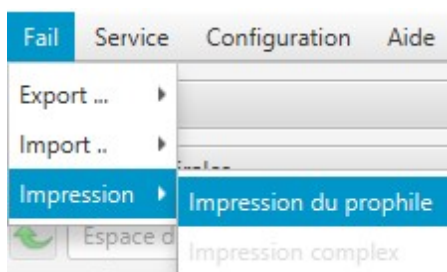 Fail Service Configuration Aide
Export ...
Import ..
Impression Impression du prophile
Espace d
Impression complex